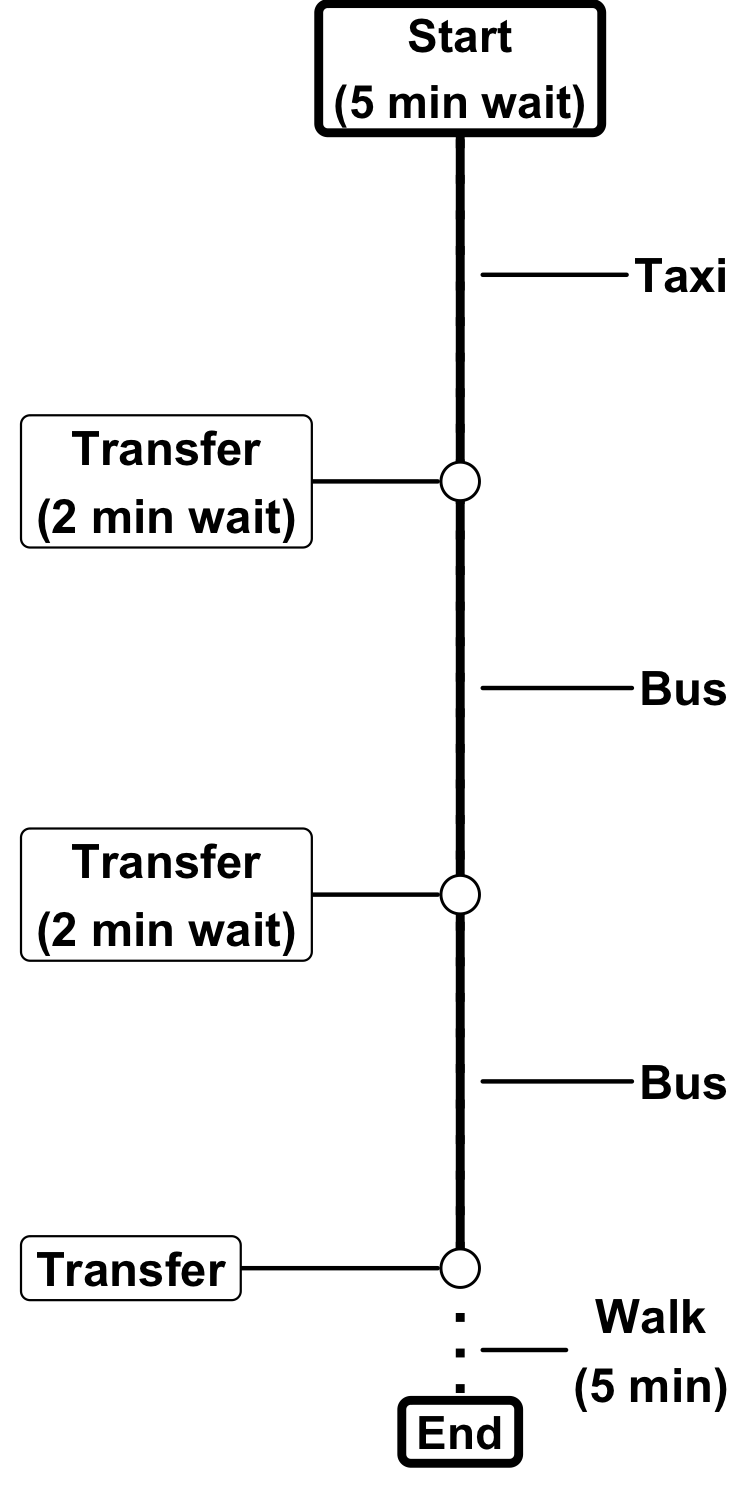 Start
(5 min wait)
Taxi
Transfer
(2 min wait)
Bus
Transfer
(2 min wait)
Bus
Transfer
Walk
(5 min)
End